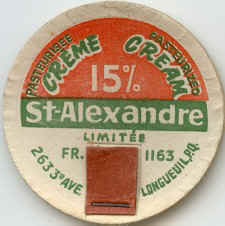 PASTEURISÉE PASTEURIZED
CRÈME CREAM
15%
St-Alexandre
LIMITÉE
FR. 1163
263 3e AVE LONGUEUIL, P.Q.